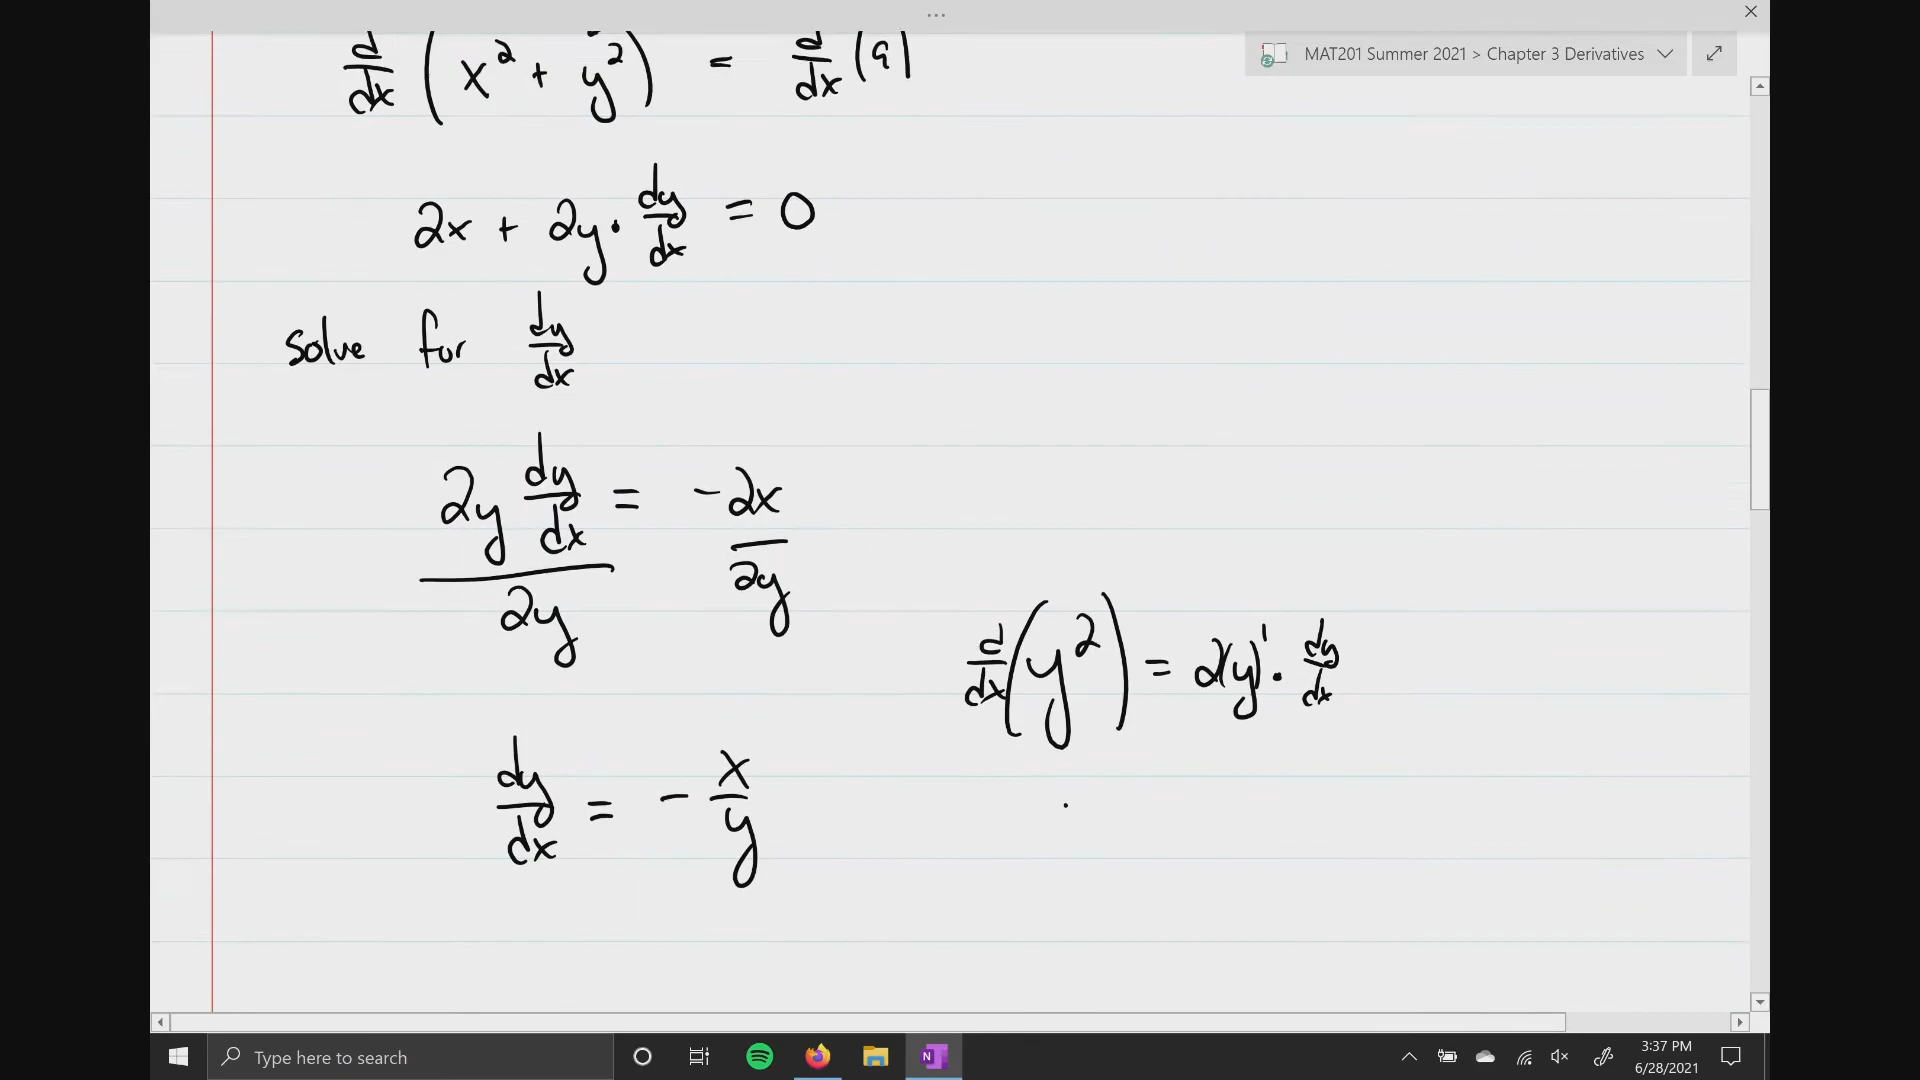 MAT201 Summer 2021 > Chapter 3 Derivatives
d/dx (x² + y²) = d/dx (9)
2x + 2y · dy/dx = 0
solve for dy/dx
2y dy/dx / 2y = -2x / 2y
d/dx (y²) = 2(y)¹ · dy/dx
dy/dx = - x/y
Type here to search
3:37 PM
6/28/2021